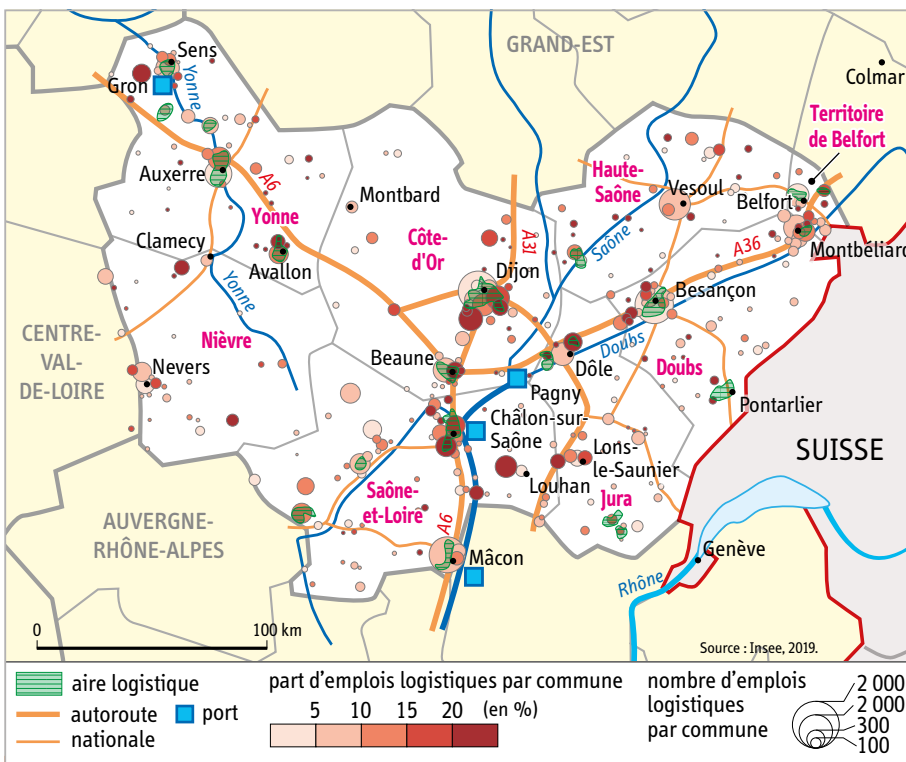 GRAND-EST
Colmar
Sens
Yonne
Gron
Territoire
de Belfort
Haute-
Saône
Vesoul
Belfort
Auxerre
A6
Montbard
Yonne
Côte-
d'Or
A31
Saône
A36
Montbéliard
Clamecy
Avallon
Dijon
Besançon
Yonne
CENTRE-
VAL-
DE-LOIRE
Nièvre
Nevers
Beaune
Doubs
Dôle
Doubs
Pagny
Pontarlier
Châlon-sur-
Saône
SUISSE
Lons-
le-Saunier
Louhan
Saône-
et-Loire
Jura
AUVERGNE-
RHÔNE-ALPES
A6
Mâcon
Genève
Rhône
0
100 km
Source : Insee, 2019.
aire logistique
autoroute
port
nationale
part d'emplois logistiques par commune
5 10 15 20 (en %)
nombre d'emplois
logistiques
par commune
2 000
2 000
300
100